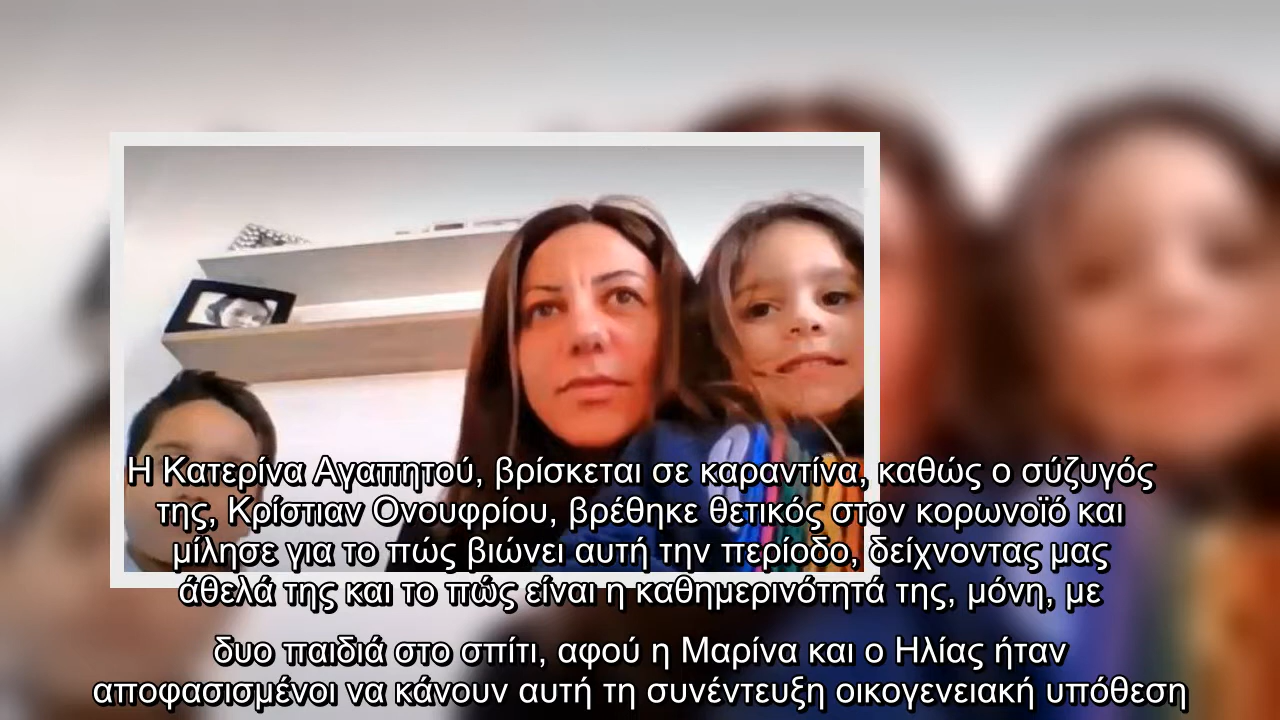 Η Κατερίνα Αγαπητού, βρίσκεται σε καραντίνα, καθώς ο σύζυγός
της, Κρίστιαν Ονουφρίου, βρέθηκε θετικός στον κορωνοϊό και
μίλησε για το πώς βιώνει αυτή την περίοδο, δείχνοντας μας
άθελά της και το πώς είναι η καθημερινότητά της, μόνη, με
δυο παιδιά στο σπίτι, αφού η Μαρίνα και ο Ηλίας ήταν
αποφασισμένοι να κάνουν αυτή τη συνέντευξη οικογενειακή υπόθεση